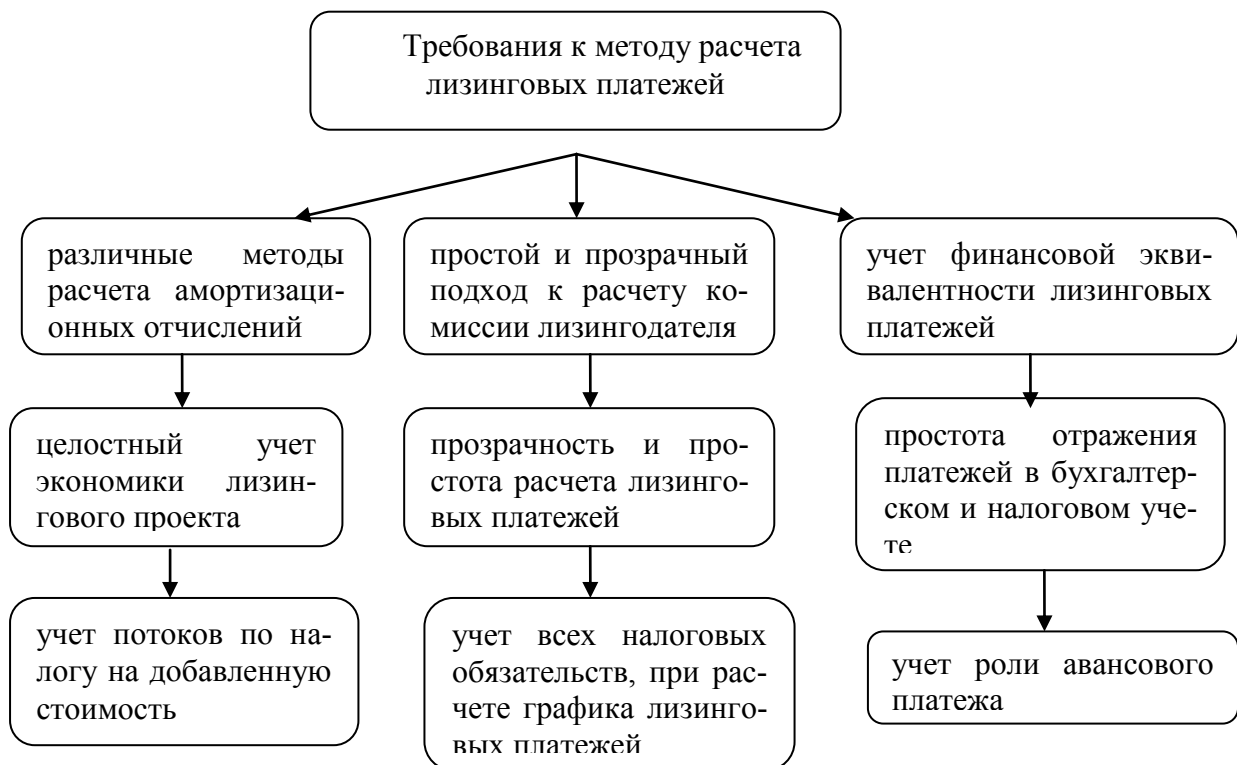 Требования к методу расчета
лизинговых платежей
различные методы
расчета амортизаци-
онных отчислений
простой и прозрачный
подход к расчету ко-
миссии лизингодателя
учет финансовой экви-
валентности лизинговых
платежей
целостный учет
экономики лизин-
гового проекта
прозрачность и про-
стота расчета лизинго-
вых платежей
простота отражения
платежей в бухгалтер-
ском и налоговом уче-
те
учет потоков по на-
логу на добавленную
стоимость
учет всех налоговых
обязательств, при рас-
чете графика лизинго-
вых платежей
учет роли авансового
платежа